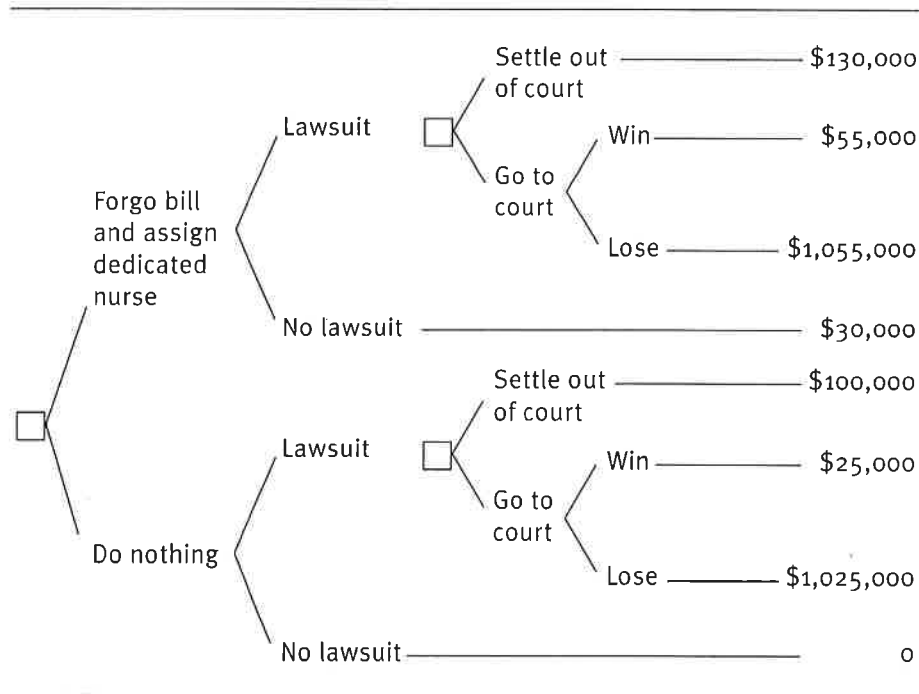 Settle out
of court
$130,000
Lawsuit
Win
$55,000
Go to
court
Forgo bill
and assign
dedicated
nurse
Lose
$1,055,000
No lawsuit
$30,000
Settle out
of court
$100,000
Lawsuit
Win
$25,000
Go to
court
Do nothing
Lose
$1,025,000
No lawsuit
0